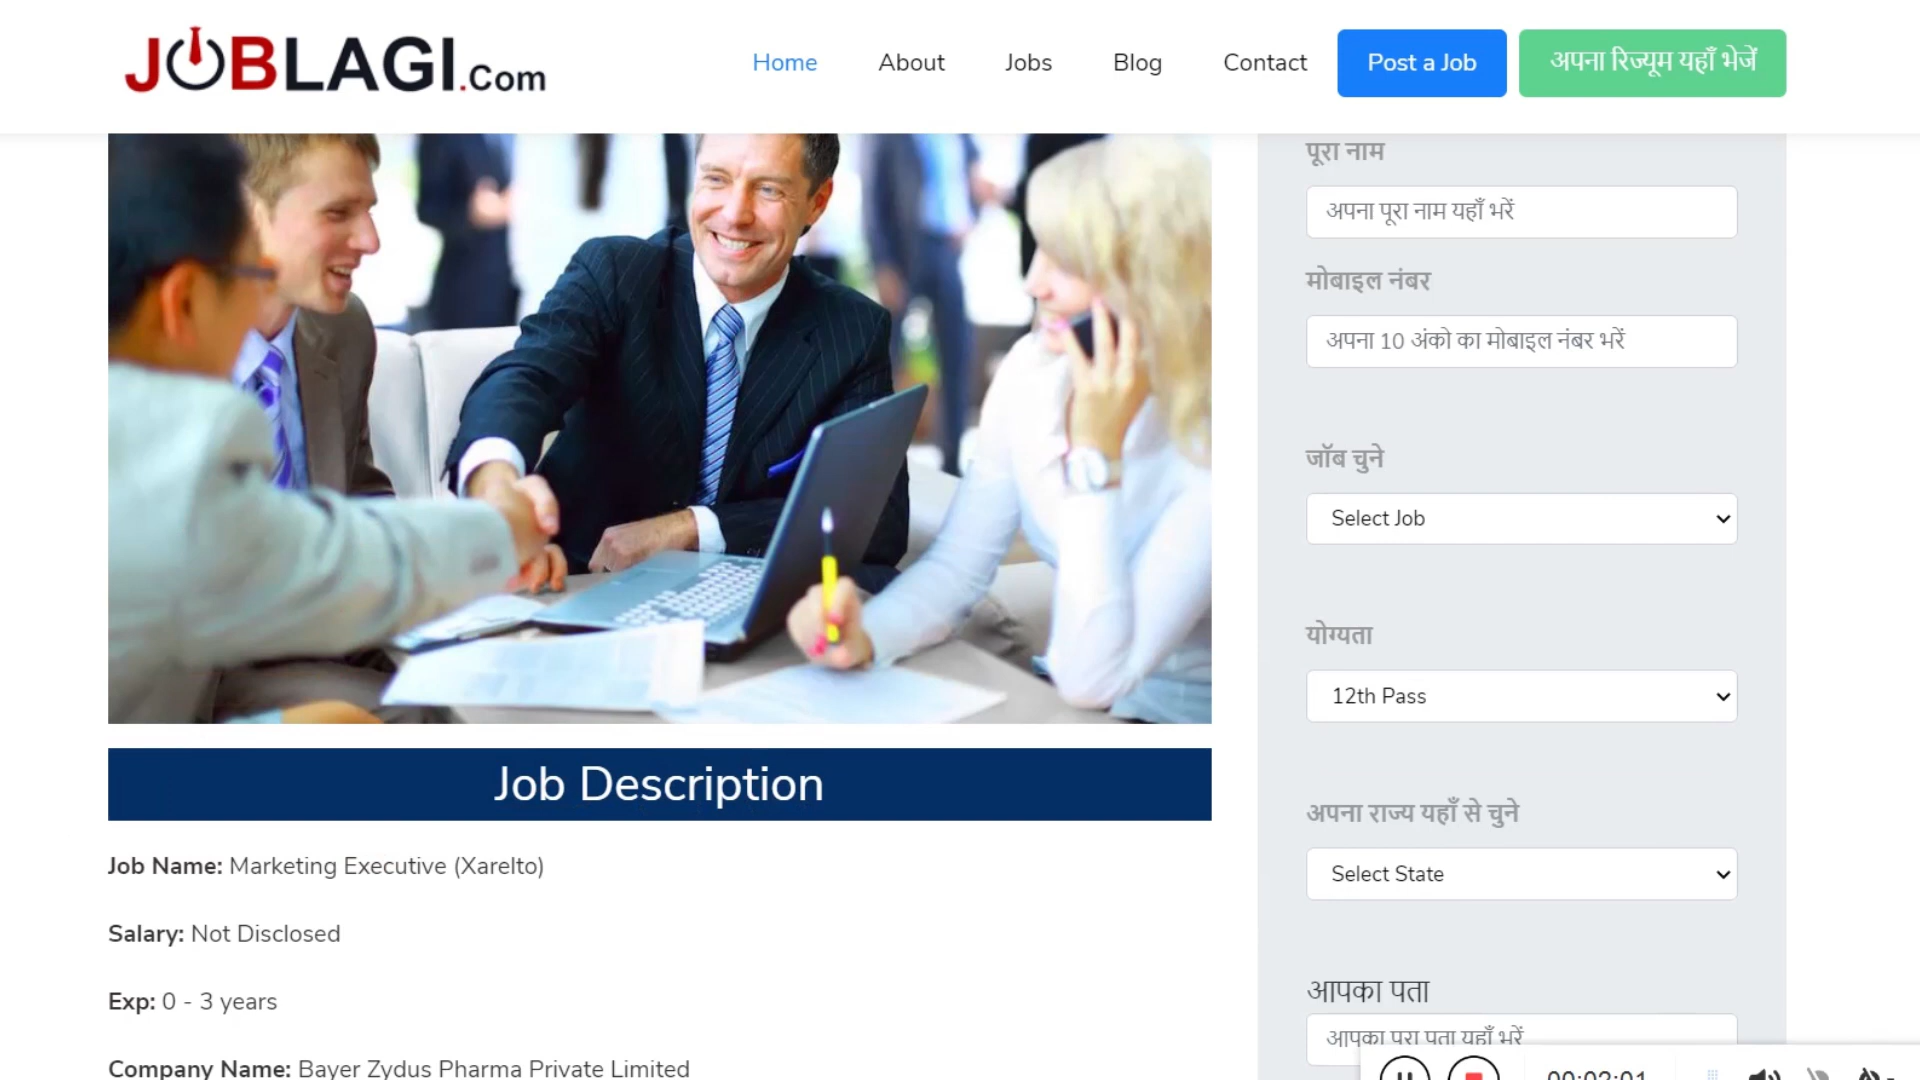 JOBLAGI.Com
Home
About
Jobs
Blog
Contact
Post a Job
अपना रिज्यूम यहाँ भेजें
पूरा नाम
अपना पूरा नाम यहाँ भरें
मोबाइल नंबर
अपना 10 अंको का मोबाइल नंबर भरें
जॉब चुने
Select Job
योग्यता
12th Pass
अपना राज्य यहाँ से चुने
Select State
आपका पता
आपका पूरा पता यहाँ भरें
Job Description
Job Name: Marketing Executive (Xarelto)
Salary: Not Disclosed
Exp: 0 - 3 years
Company Name: Bayer Zydus Pharma Private Limited
00:02:01